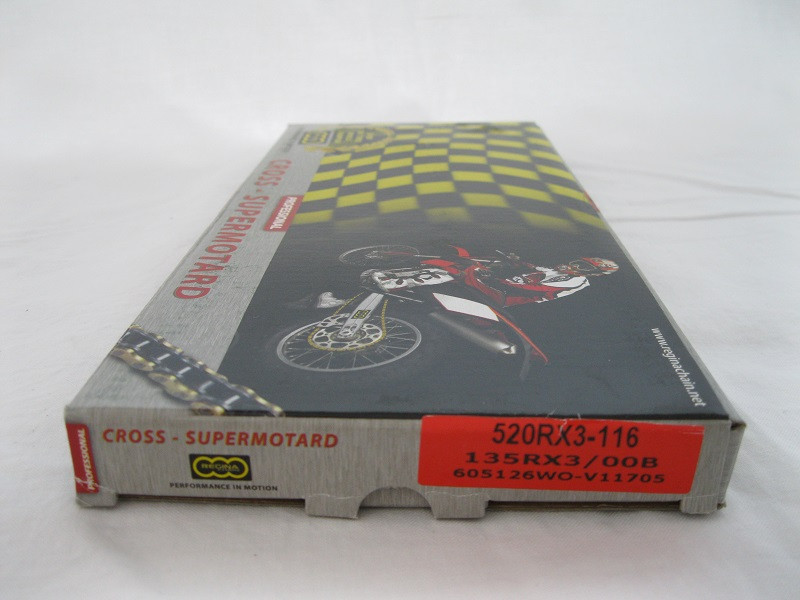 CROSS - SUPERMOTARD
PROFESSIONAL
www.reginachain.net
PROFESSIONAL
CROSS - SUPERMOTARD
REGINA
PERFORMANCE IN MOTION
520RX3-116
135RX3/00B
605126WO-V11705